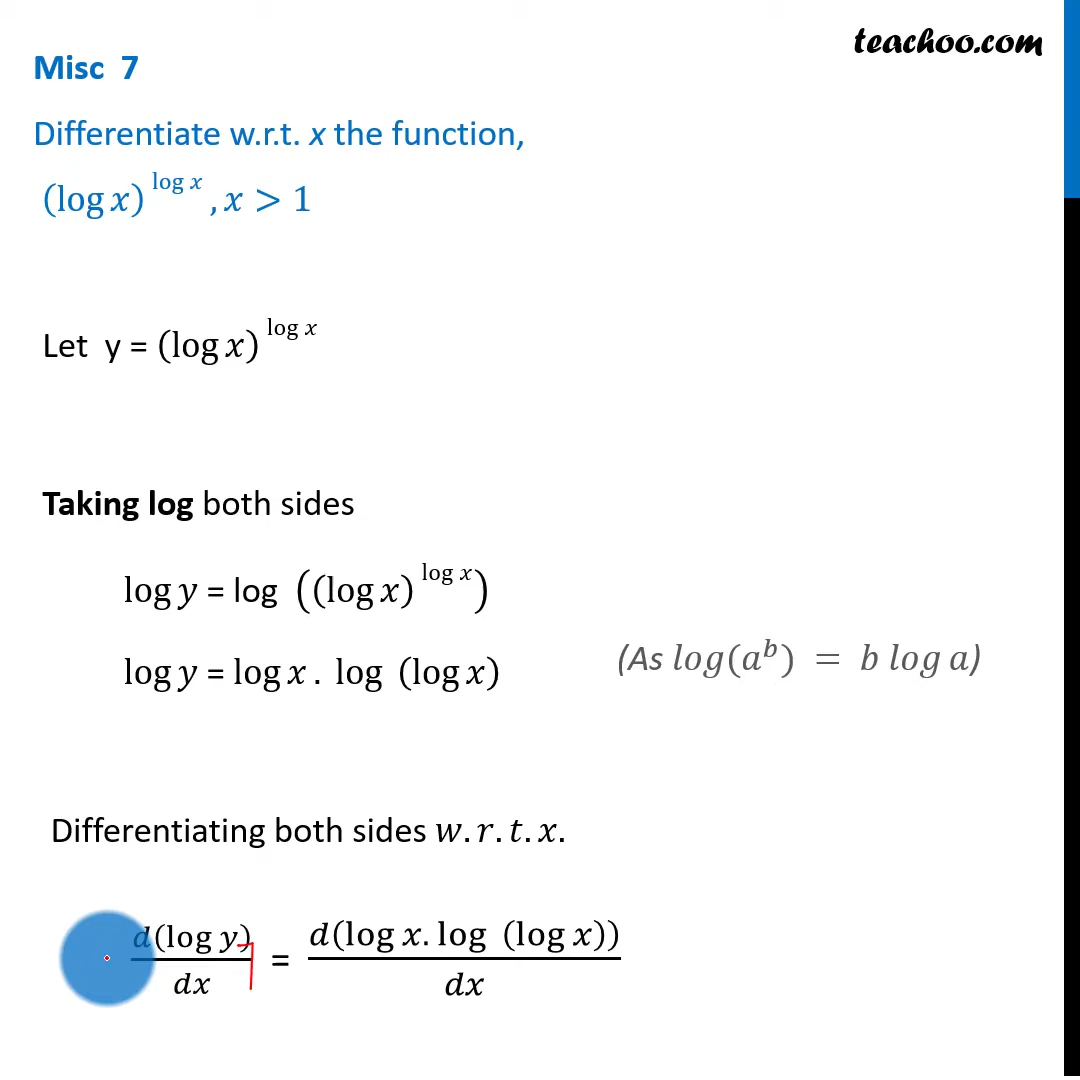 teachoo.com
Misc 7
Differentiate w.r.t. x the function,
(log 𝑥)^(log 𝑥) , 𝑥 > 1
Let y = (log 𝑥)^(log 𝑥)
Taking log both sides
log 𝑦 = log ((log 𝑥)^(log 𝑥))
log 𝑦 = log 𝑥 . log (log 𝑥) (As 𝑙𝑜𝑔(𝑎^𝑏) = 𝑏 𝑙𝑜𝑔 𝑎)
Differentiating both sides 𝑤.𝑟.𝑡.𝑥.
𝑑(log 𝑦)/𝑑𝑥 = 𝑑(log 𝑥. log (log 𝑥))/𝑑𝑥